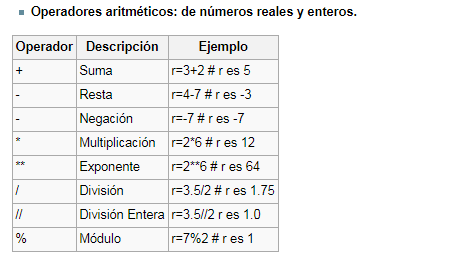 Operadores aritméticos: de números reales y enteros.
Operador Descripción Ejemplo
+ Suma r=3+2 # r es 5
- Resta r=4-7 # r es -3
- Negación r=-7 # r es -7
* Multiplicación r=2*6 # r es 12
** Exponente r=2**6 # r es 64
/ División r=3.5/2 # r es 1.75
// División Entera r=3.5//2 r es 1.0
% Módulo r=7%2 # r es 1